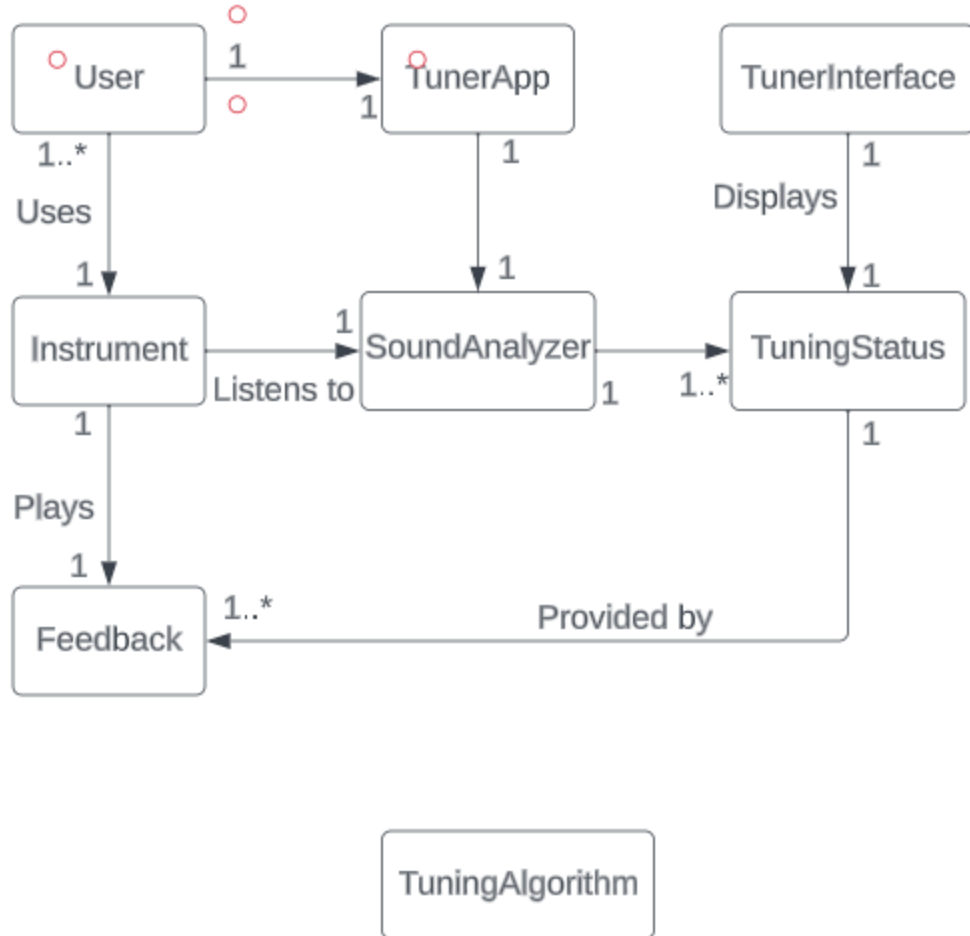 1
User
TunerApp
TunerInterface
1
1..*
1
1
Uses
Displays
1
1
1
1
Instrument
SoundAnalyzer
TuningStatus
Listens to
1
1..*
1
1
Plays
1
1..*
Provided by
Feedback
TuningAlgorithm